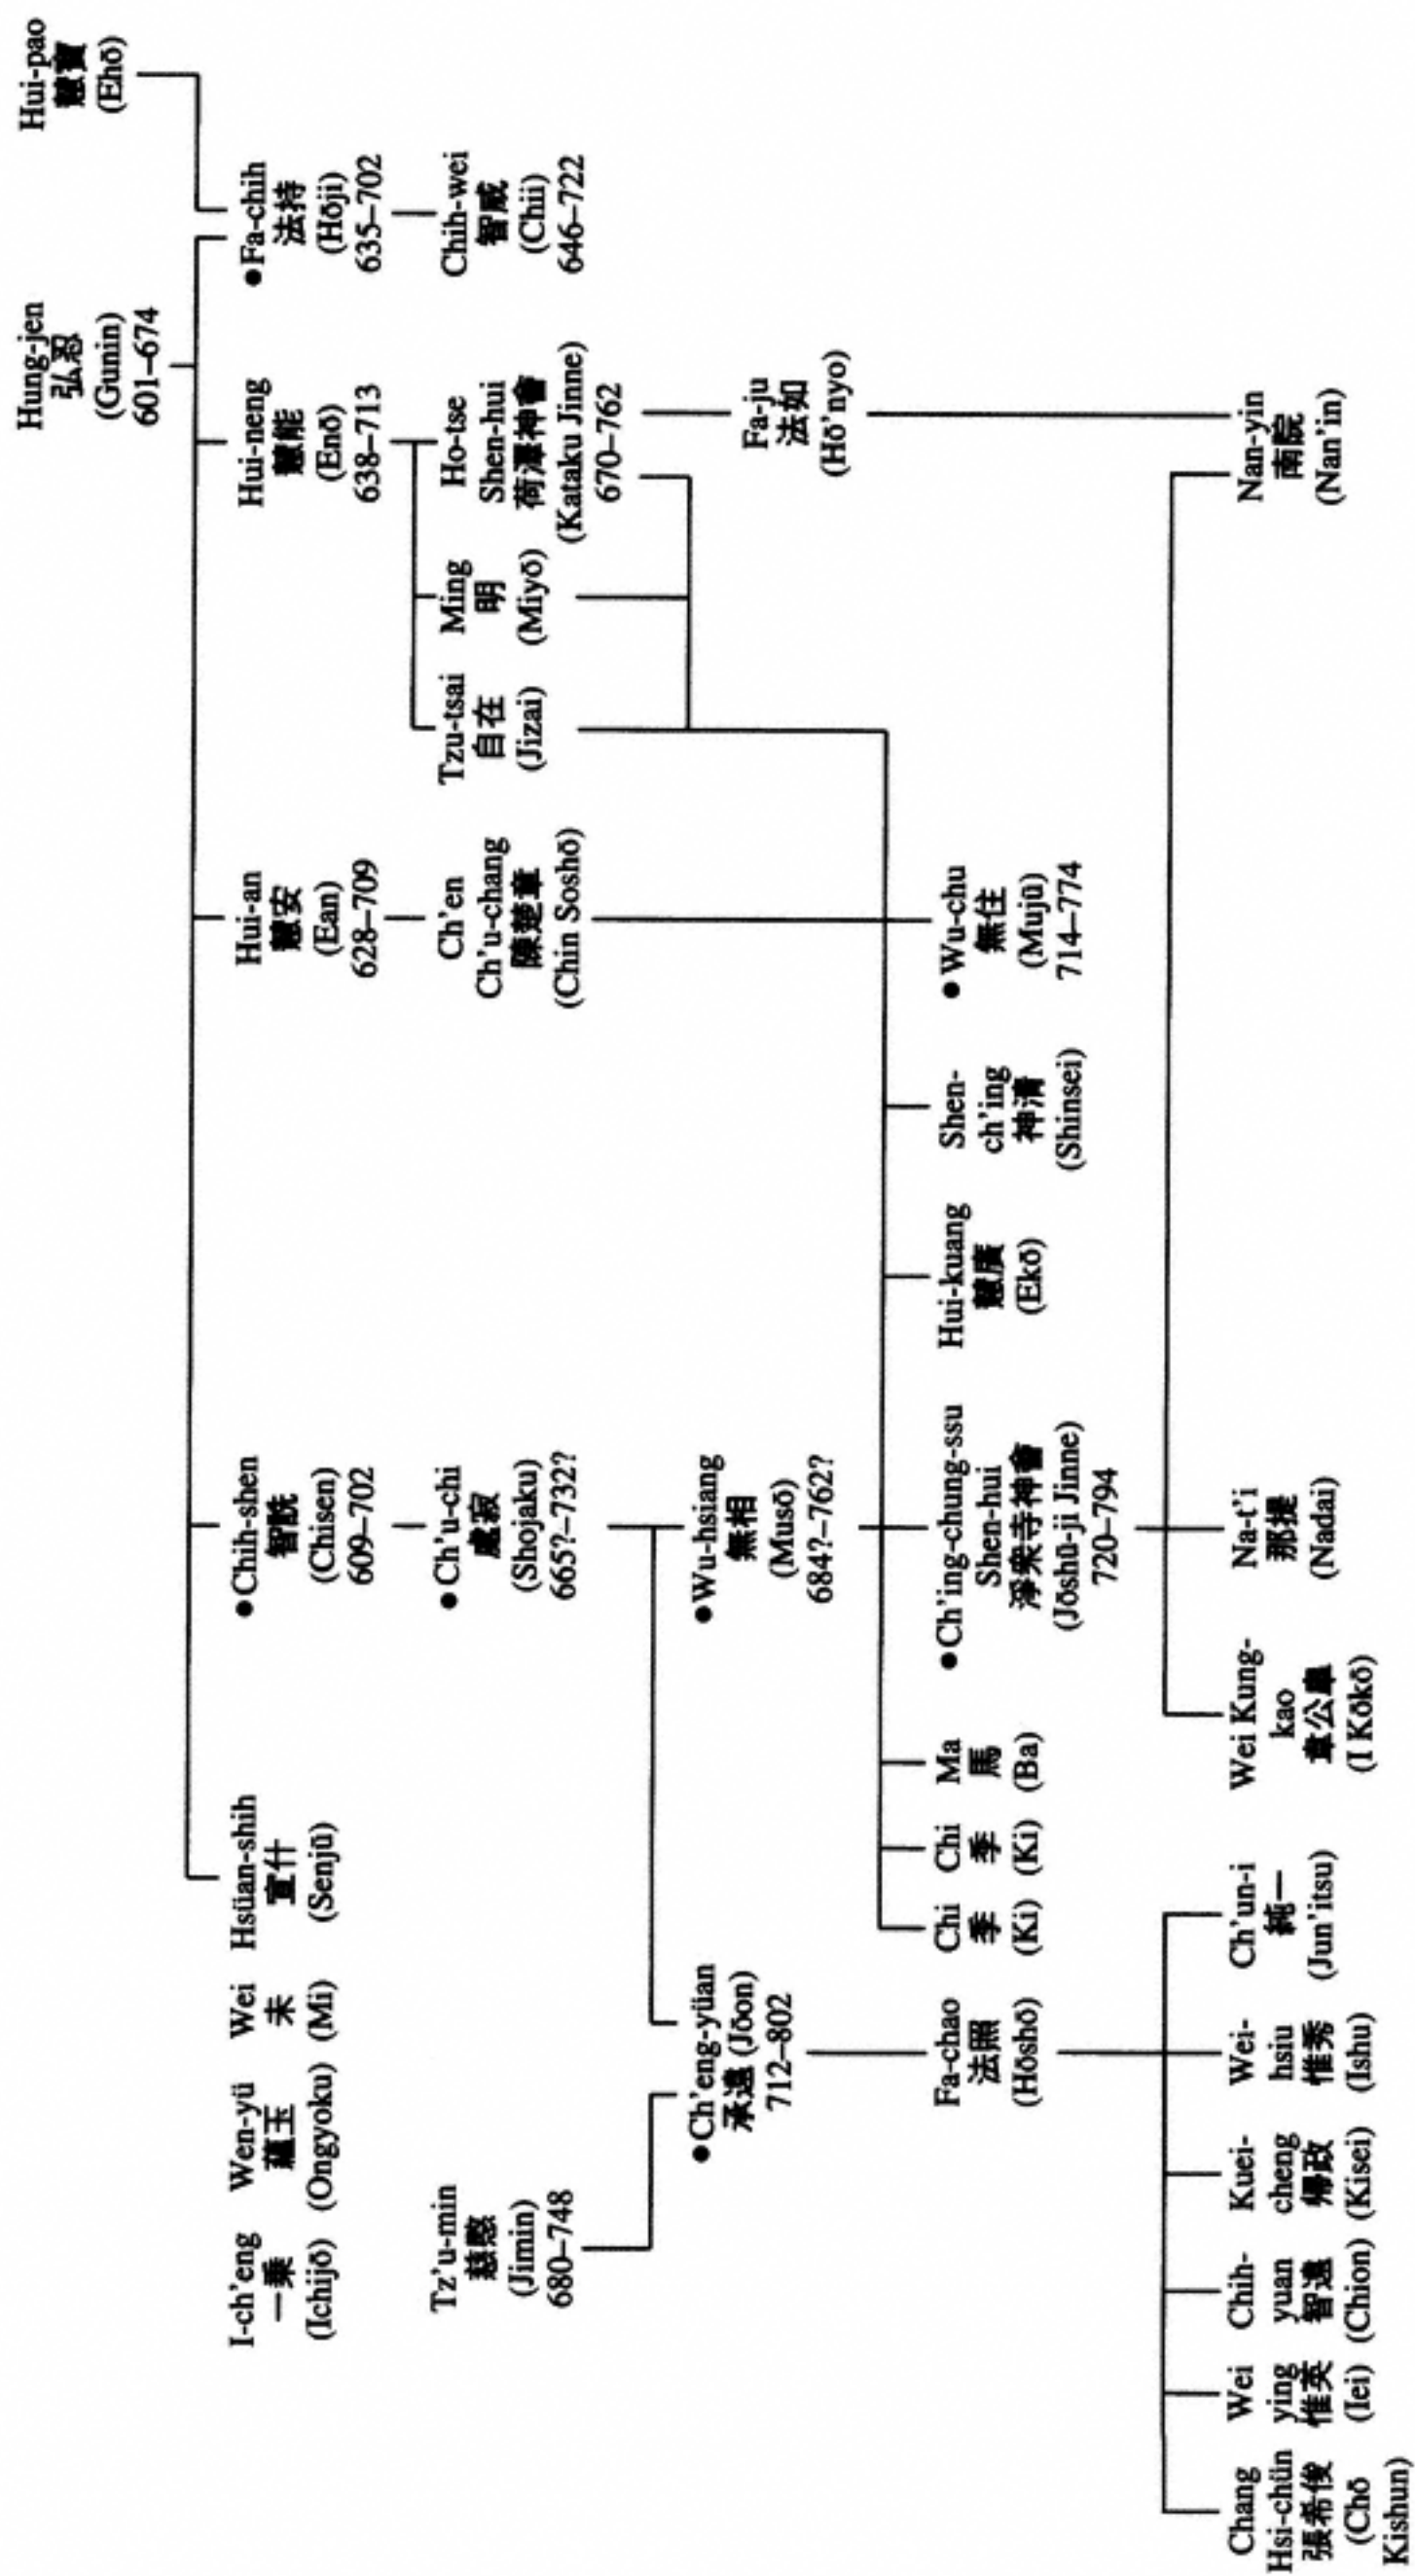 Hung-jen
弘忍
(Gunin)
601–674
Hui-pao
慧寶
(Ehō)
I-ch'eng
一乘
(Ichijō)
Wen-yü
蘊玉
(Ongyoku)
Wei
未
(Mi)
Hsüan-shih
宣什
(Senjū)
●Chih-shen
智詵
(Chisen)
609–702
Hui-an
慧安
(Ean)
628–709
Hui-neng
慧能
(Enō)
638–713
●Fa-chih
法持
(Hōji)
635–702
Tz'u-min
慈愍
(Jimin)
680–748
●Ch'u-chi
處寂
(Shojaku)
665?–732?
Ch'en
Ch'u-chang
陳楚章
(Chin Soshō)
Tzu-tsai
自在
(Jizai)
Ming
明
(Miyō)
Ho-tse
Shen-hui
荷澤神會
(Kataku Jinne)
670–762
Chih-wei
智威
(Chii)
646–722
●Ch'eng-yüan
承遠 (Jōon)
712–802
●Wu-hsiang
無相
(Musō)
684?–762?
Fa-ju
法如
(Hō'nyo)
Fa-chao
法照
(Hōshō)
Chi
季
(Ki)
Chi
季
(Ki)
Ma
馬
(Ba)
●Ch'ing-chung-ssu
Shen-hui
淨衆寺神會
(Jōshū-ji Jinne)
720–794
Hui-kuang
慧廣
(Ekō)
Shen-
ch'ing
神清
(Shinsei)
●Wu-chu
無住
(Mujū)
714–774
Chang
Hsi-chün
張希俊
(Chō
Kishun)
Wei
ying
惟英
(Iei)
Chih-
yuan
智遠
(Chion)
Kuei-
cheng
歸政
(Kisei)
Wei-
hsiu
惟秀
(Ishu)
Ch'un-i
純一
(Jun'itsu)
Wei Kung-
kao
韋公皐
(I Kōkō)
Na-t'i
那提
(Nadai)
Nan-yin
南院
(Nan'in)